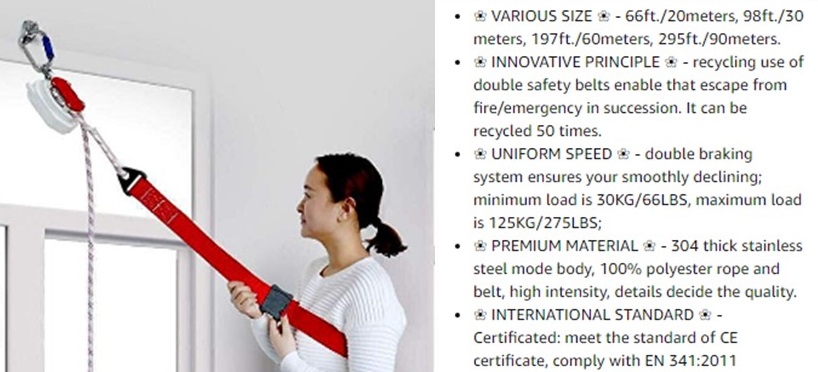 • ❀ VARIOUS SIZE ❀ - 66ft./20meters, 98ft./30
meters, 197ft./60meters, 295ft./90meters.
• ❀ INNOVATIVE PRINCIPLE ❀ - recycling use of
double safety belts enable that escape from
fire/emergency in succession. It can be
recycled 50 times.
• ❀ UNIFORM SPEED ❀ - double braking
system ensures your smoothly declining;
minimum load is 30KG/66LBS, maximum load
is 125KG/275LBS;
• ❀ PREMIUM MATERIAL ❀ - 304 thick stainless
steel mode body, 100% polyester rope and
belt, high intensity, details decide the quality.
• ❀ INTERNATIONAL STANDARD ❀ -
Certificated: meet the standard of CE
certificate, comply with EN 341:2011